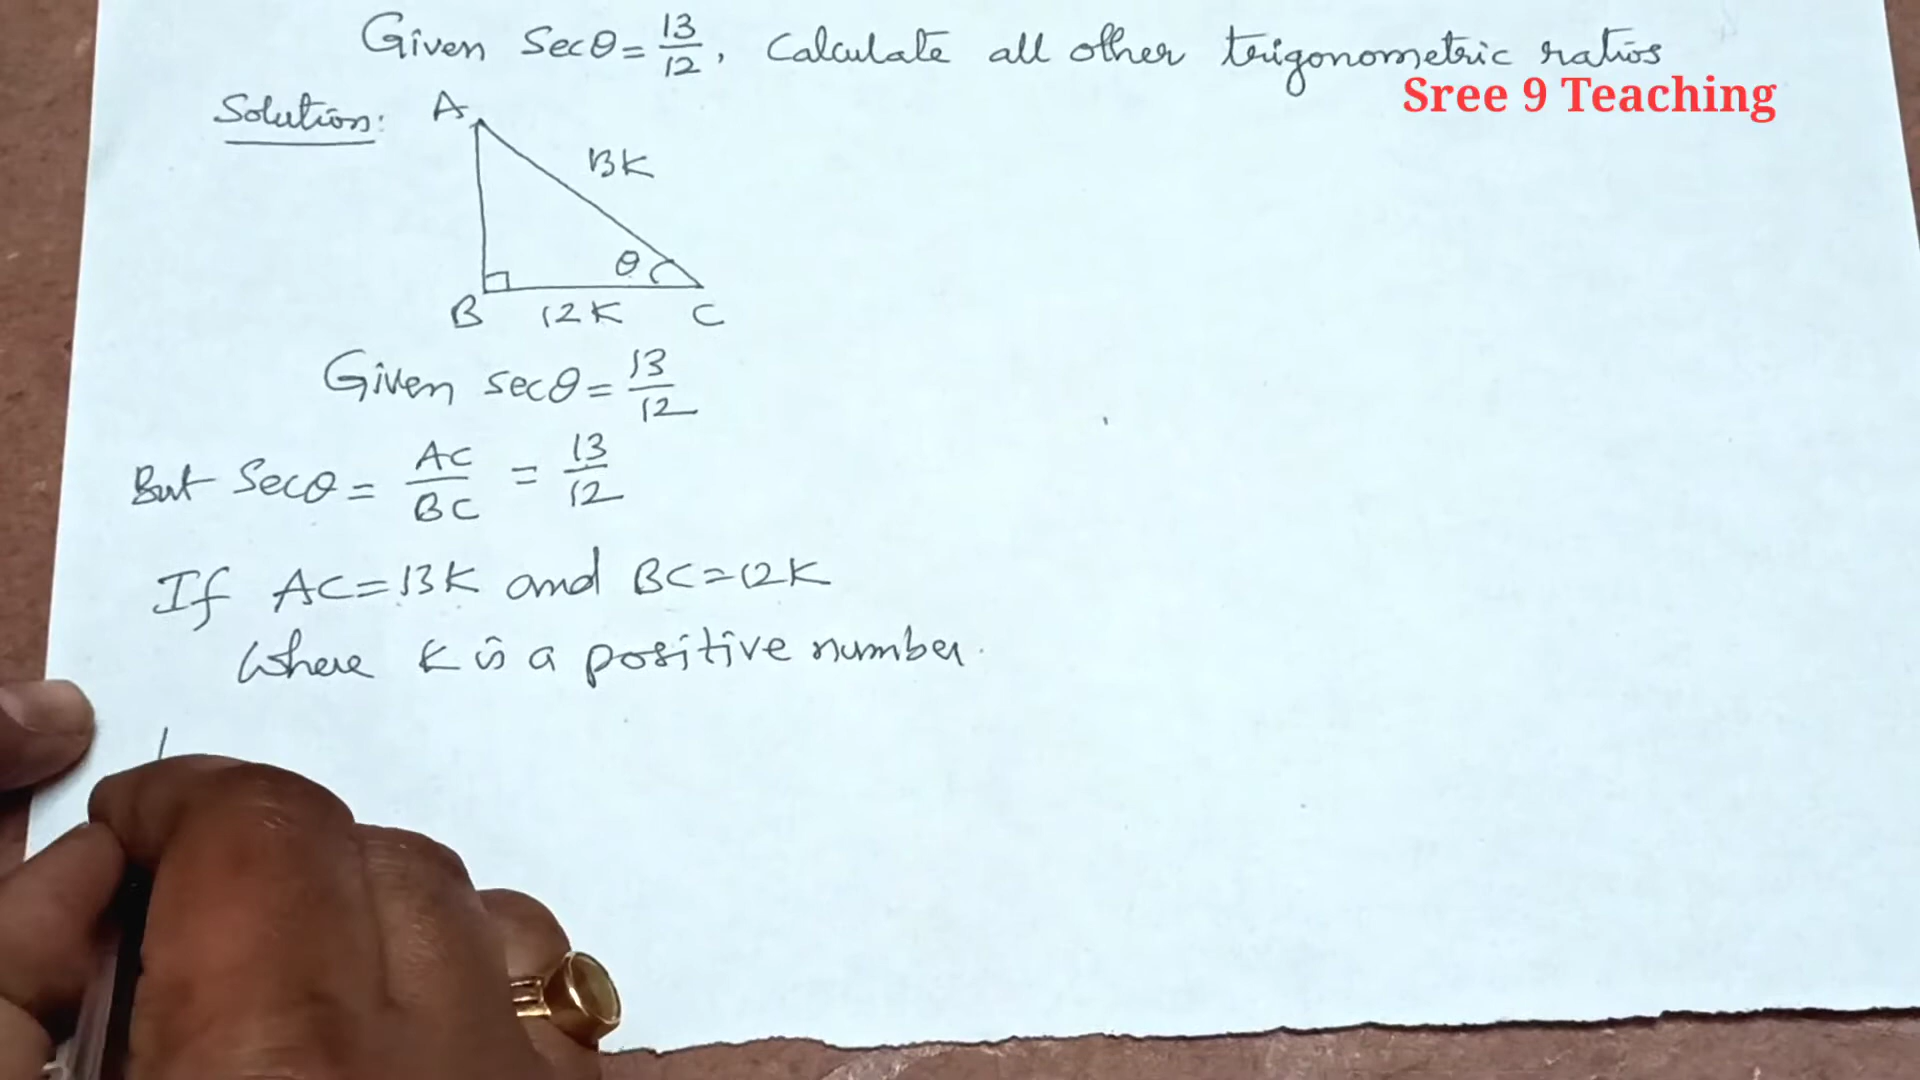 Given Secθ = 13/12, Calculate all other trigonometric ratios
Sree 9 Teaching
Solution:
A
13K
θ
B 12K C
Given secθ = 13/12
But Secθ = AC/BC = 13/12
If AC = 13K and BC = 12K
Where K is a positive number.